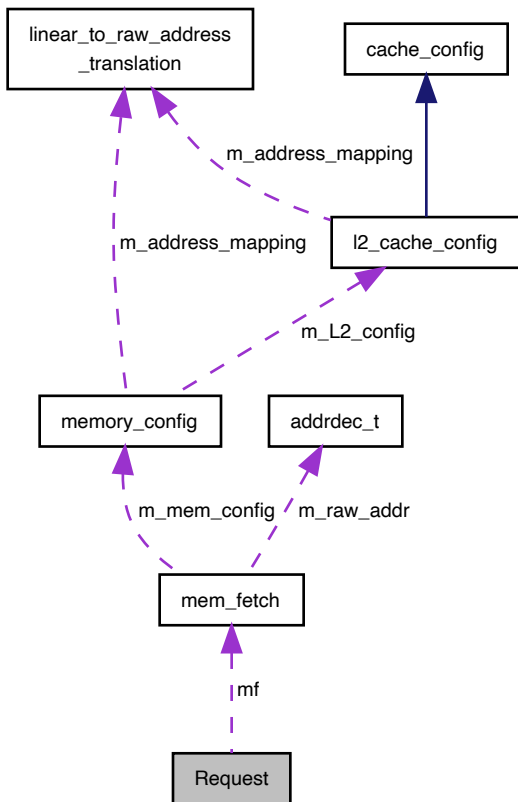 linear_to_raw_address
_translation
cache_config
m_address_mapping
l2_cache_config
m_address_mapping
m_L2_config
memory_config
addrdec_t
m_mem_config
m_raw_addr
mem_fetch
mf
Request